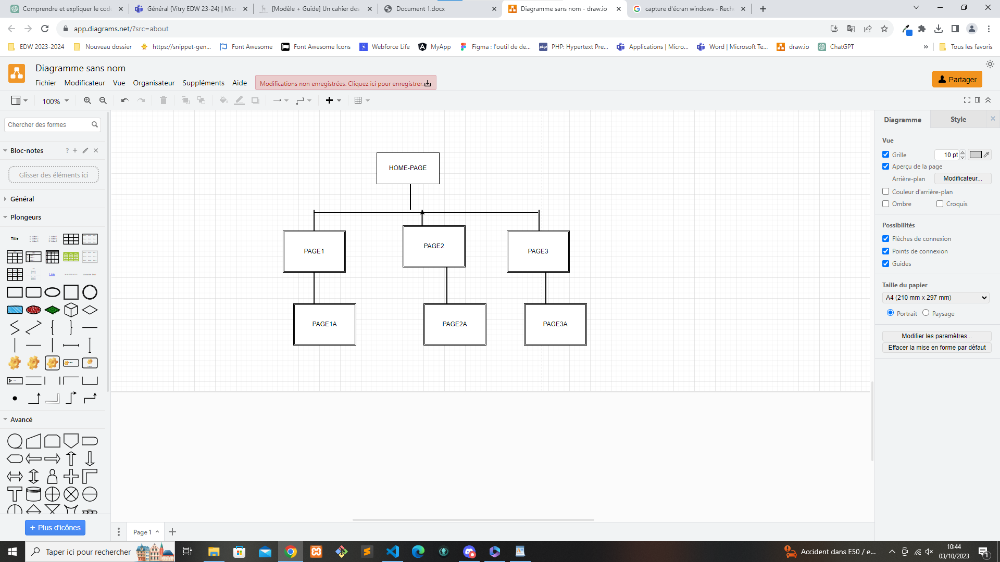 Comprendre et expliquer le cod
Général (Vitry EDW 23-24) | Micr
[Modèle + Guide] Un cahier des
Document 1.docx
Diagramme sans nom - draw.io
capture d'écran windows - Rech
app.diagrams.net/?src=about
EDW 2023-2024
Nouveau dossier
https://snippet-gen...
Font Awesome
Font Awesome Icons
Webforce Life
MyApp
Figma : l'outil de de...
PHP: Hypertext Pre...
Applications | Micro...
Word | Microsoft Te...
draw.io
ChatGPT
»
Tous les favoris
Diagramme sans nom
Fichier
Modificateur
Vue
Organisateur
Suppléments
Aide
Modifications non enregistrées. Cliquez ici pour enregistrer.
Partager
100%
Chercher des formes
Bloc-notes
?
Glisser des éléments ici
Général
Plongeurs
Title
Link
Avancé
+ Plus d'icônes
HOME-PAGE
PAGE1
PAGE2
PAGE3
PAGE1A
PAGE2A
PAGE3A
Page 1
Diagramme
Style
Vue
Grille
10 pt
Aperçu de la page
Arrière-plan
Modificateur...
Couleur d'arrière-plan
Ombre
Croquis
Possibilités
Flèches de connexion
Points de connexion
Guides
Taille du papier
A4 (210 mm x 297 mm)
Portrait
Paysage
Modifier les paramètres...
Effacer la mise en forme par défaut
Taper ici pour rechercher
Accident dans E50 / e...
10:44
03/10/2023
1